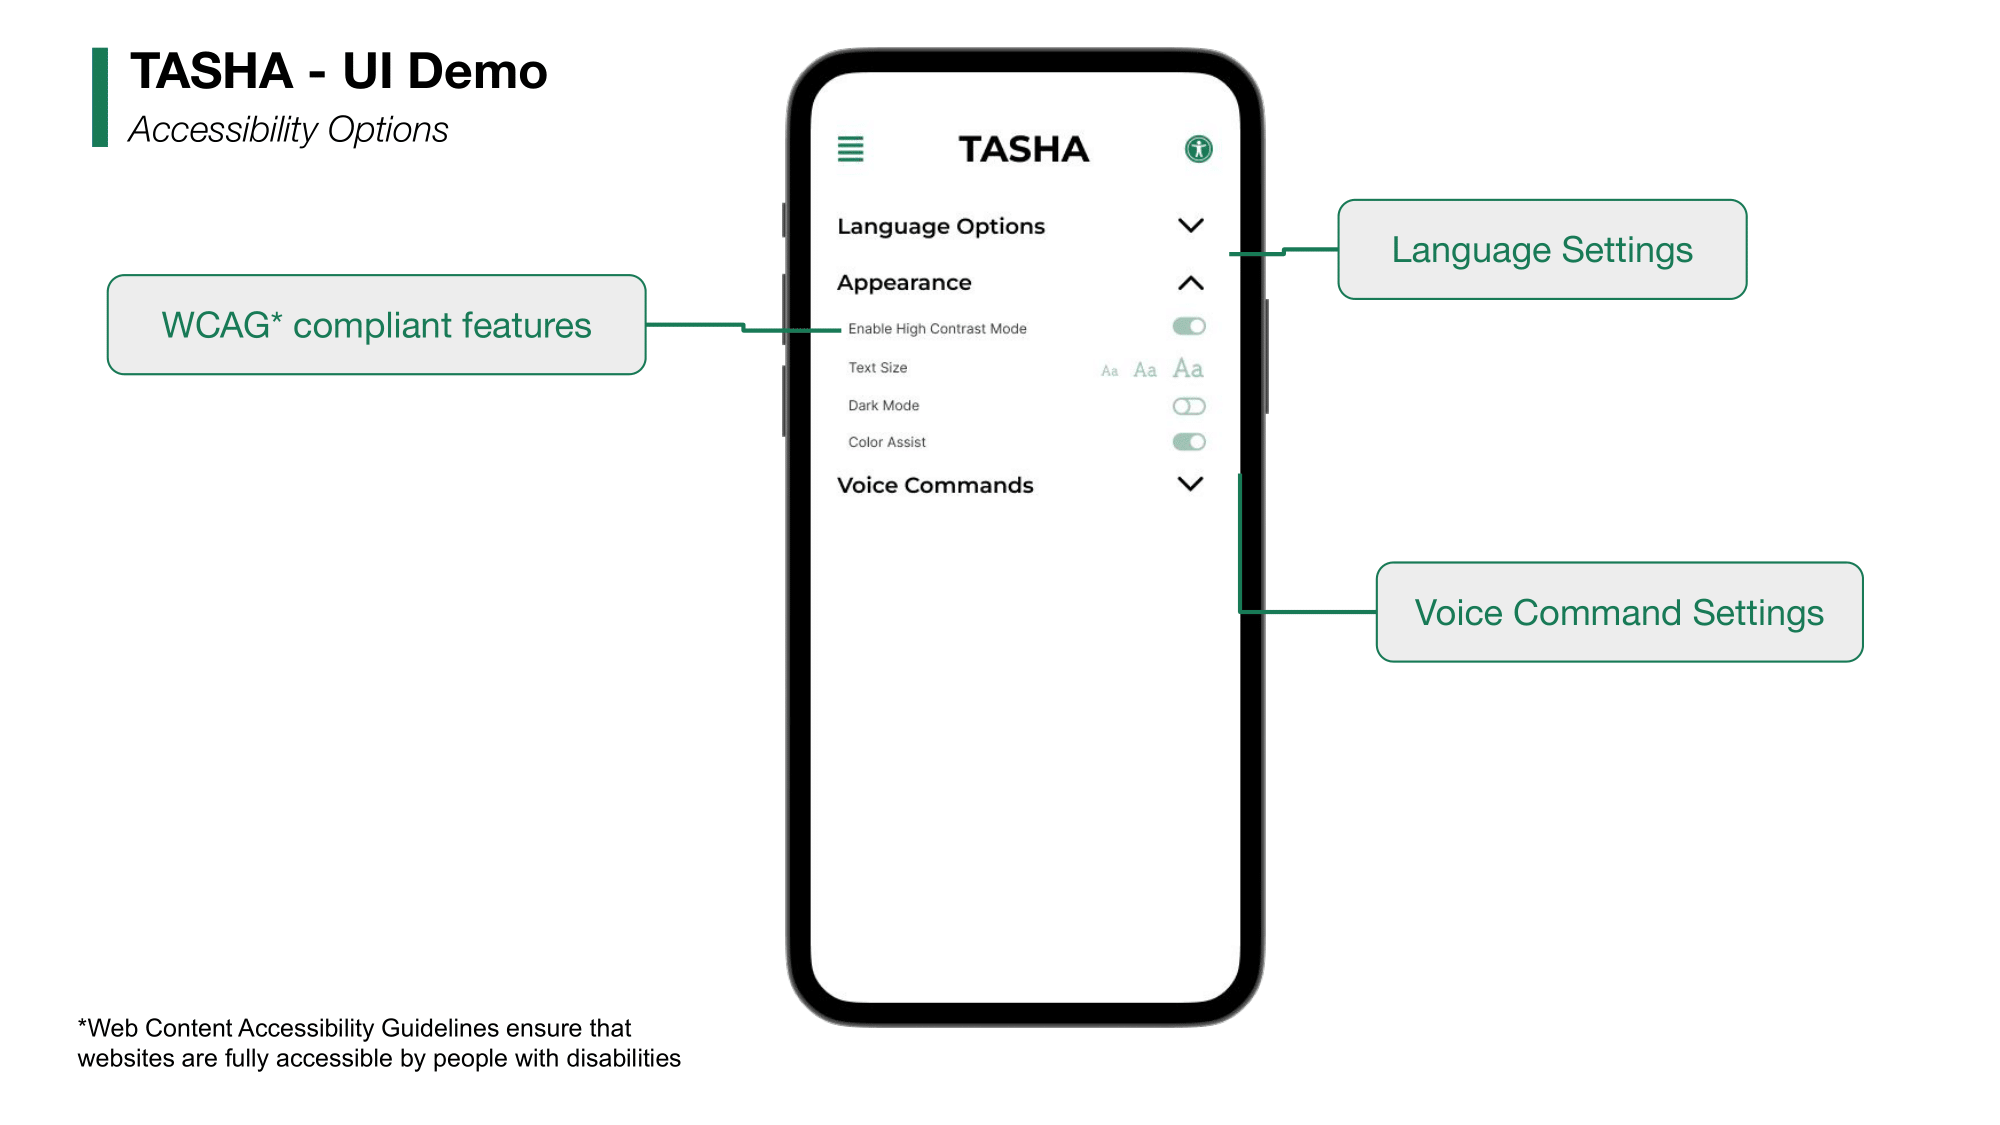 TASHA - UI Demo
Accessibility Options
TASHA
Language Options
Appearance
Enable High Contrast Mode
Text Size
Aa Aa Aa
Dark Mode
Color Assist
Voice Commands
WCAG* compliant features
Language Settings
Voice Command Settings
*Web Content Accessibility Guidelines ensure that
websites are fully accessible by people with disabilities